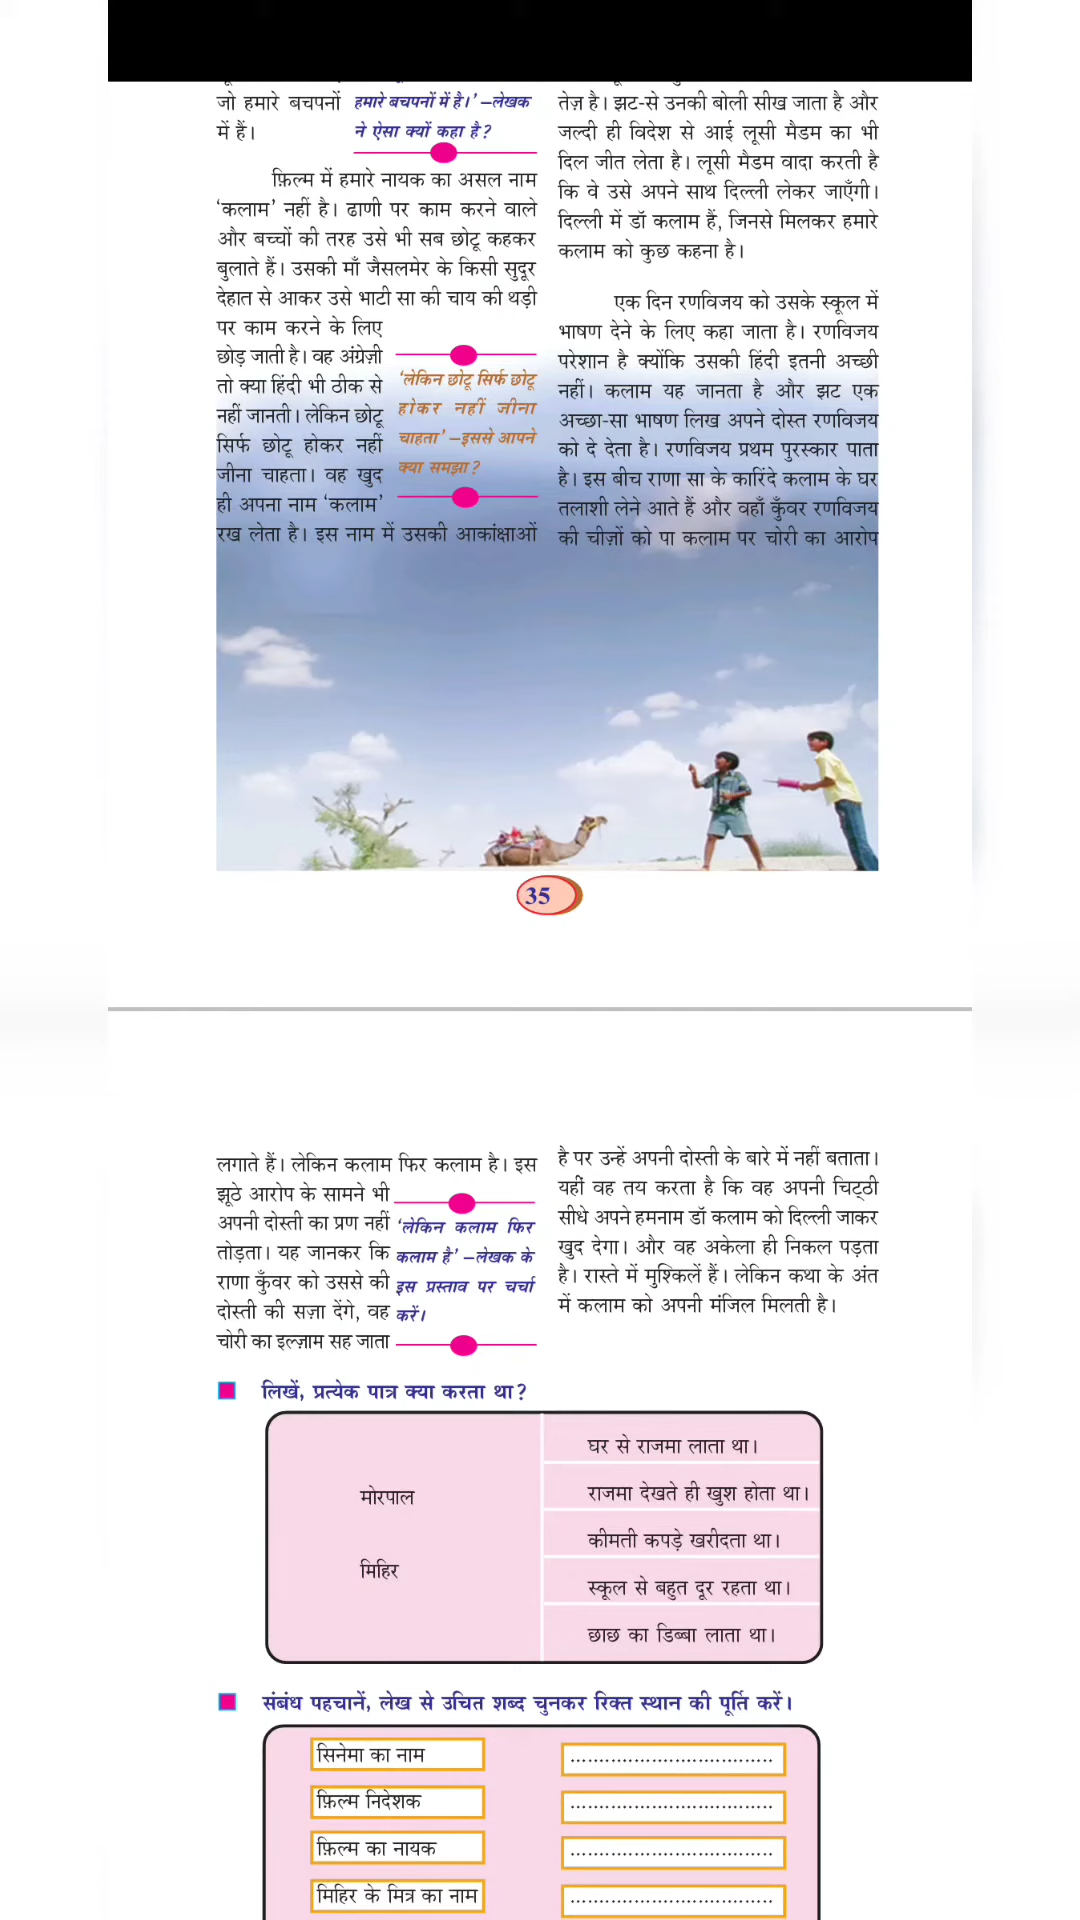 जो हमारे बचपनों
में हैं।
हमारे बचपनों में है।’ –लेखक
ने ऐसा क्यों कहा है?
फ़िल्म में हमारे नायक का असल नाम
‘कलाम’ नहीं है। ढाणी पर काम करने वाले
और बच्चों की तरह उसे भी सब छोटू कहकर
बुलाते हैं। उसकी माँ जैसलमेर के किसी सुदूर
देहात से आकर उसे भाटी सा की चाय की थड़ी
पर काम करने के लिए
छोड़ जाती है। वह अंग्रेज़ी
तो क्या हिंदी भी ठीक से
नहीं जानती। लेकिन छोटू
सिर्फ छोटू होकर नहीं
जीना चाहता। वह खुद
ही अपना नाम ‘कलाम’
रख लेता है। इस नाम में उसकी आकांक्षाओं
‘लेकिन छोटू सिर्फ छोटू
होकर नहीं जीना
चाहता’ –इससे आपने
क्या समझा?
तेज़ है। झट-से उनकी बोली सीख जाता है और
जल्दी ही विदेश से आई लूसी मैडम का भी
दिल जीत लेता है। लूसी मैडम वादा करती है
कि वे उसे अपने साथ दिल्ली लेकर जाएँगी।
दिल्ली में डॉ कलाम हैं, जिनसे मिलकर हमारे
कलाम को कुछ कहना है।
एक दिन रणविजय को उसके स्कूल में
भाषण देने के लिए कहा जाता है। रणविजय
परेशान है क्योंकि उसकी हिंदी इतनी अच्छी
नहीं। कलाम यह जानता है और झट एक
अच्छा-सा भाषण लिख अपने दोस्त रणविजय
को दे देता है। रणविजय प्रथम पुरस्कार पाता
है। इस बीच राणा सा के कारिंदे कलाम के घर
तलाशी लेने आते हैं और वहाँ कुँवर रणविजय
की चीज़ों को पा कलाम पर चोरी का आरोप
35
लगाते हैं। लेकिन कलाम फिर कलाम है। इस
झूठे आरोप के सामने भी
अपनी दोस्ती का प्रण नहीं
तोड़ता। यह जानकर कि
राणा कुँवर को उससे की
दोस्ती की सज़ा देंगे, वह
चोरी का इल्ज़ाम सह जाता
‘लेकिन कलाम फिर
कलाम है’ –लेखक के
इस प्रस्ताव पर चर्चा
करें।
है पर उन्हें अपनी दोस्ती के बारे में नहीं बताता।
यहीं वह तय करता है कि वह अपनी चिट्ठी
सीधे अपने हमनाम डॉ कलाम को दिल्ली जाकर
खुद देगा। और वह अकेला ही निकल पड़ता
है। रास्ते में मुश्किलें हैं। लेकिन कथा के अंत
में कलाम को अपनी मंजिल मिलती है।
लिखें, प्रत्येक पात्र क्या करता था?
मोरपाल
मिहिर
घर से राजमा लाता था।
राजमा देखते ही खुश होता था।
कीमती कपड़े खरीदता था।
स्कूल से बहुत दूर रहता था।
छाछ का डिब्बा लाता था।
संबंध पहचानें, लेख से उचित शब्द चुनकर रिक्त स्थान की पूर्ति करें।
सिनेमा का नाम ...................................
फ़िल्म निदेशक ...................................
फ़िल्म का नायक ...................................
मिहिर के मित्र का नाम ...................................